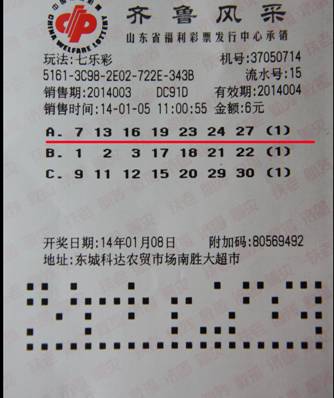 中国福利彩票
CHINA WELFARE LOTTERY
齐鲁风采
山东省福利彩票发行中心承销
玩法:七乐彩 机号:37050714
5161-3C98-2E02-722E-343B 流水号:15
销售期:2014003 DC91D 有效期:2014004
销售时间:14-01-05 11:00:55 金额:6元
A. 7 13 16 19 23 24 27 (1)
B. 1 2 3 17 18 21 22 (1)
C. 9 11 12 15 20 29 30 (1)
开奖日期:14年01月08日 附加码:80569492
地址:东城科达农贸市场南胜大超市